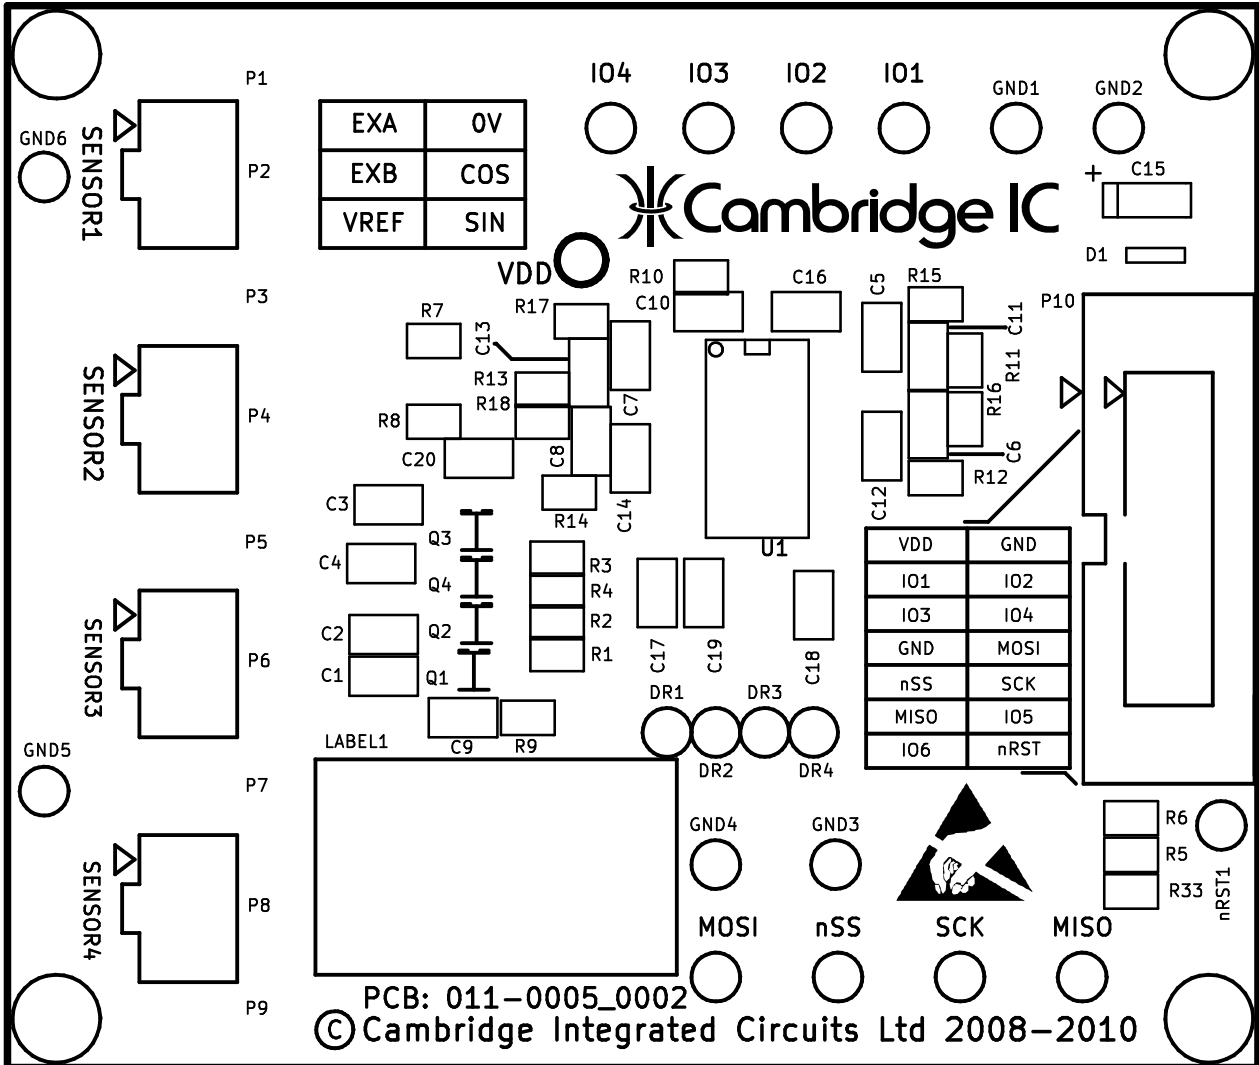 P1
IO4 IO3 IO2 IO1
GND1 GND2
GND6
SENSOR1
P2
EXA 0V
EXB COS
VREF SIN
Cambridge IC
+ C15
D1
VDD
P3
R10 C16 C5 R15
R17 C10 P10
R7 C13 C11
R13 R11
SENSOR2
P4
R8 R18 C7 R16
C20 C8 C6
C3 R14 C14 C12 R12
P5
Q3 U1
C4 R3
Q4 R4
C2 Q2 R2
C1 Q1 R1
C17 C19 C18
VDD GND
IO1 IO2
IO3 IO4
GND MOSI
nSS SCK
MISO IO5
IO6 nRST
SENSOR3
P6
DR1 DR3
C9 R9
LABEL1
GND5
DR2 DR4
P7
GND4 GND3
R6
R5
R33
nRST1
SENSOR4
P8
MOSI nSS SCK MISO
P9
PCB: 011-0005_0002
© Cambridge Integrated Circuits Ltd 2008-2010